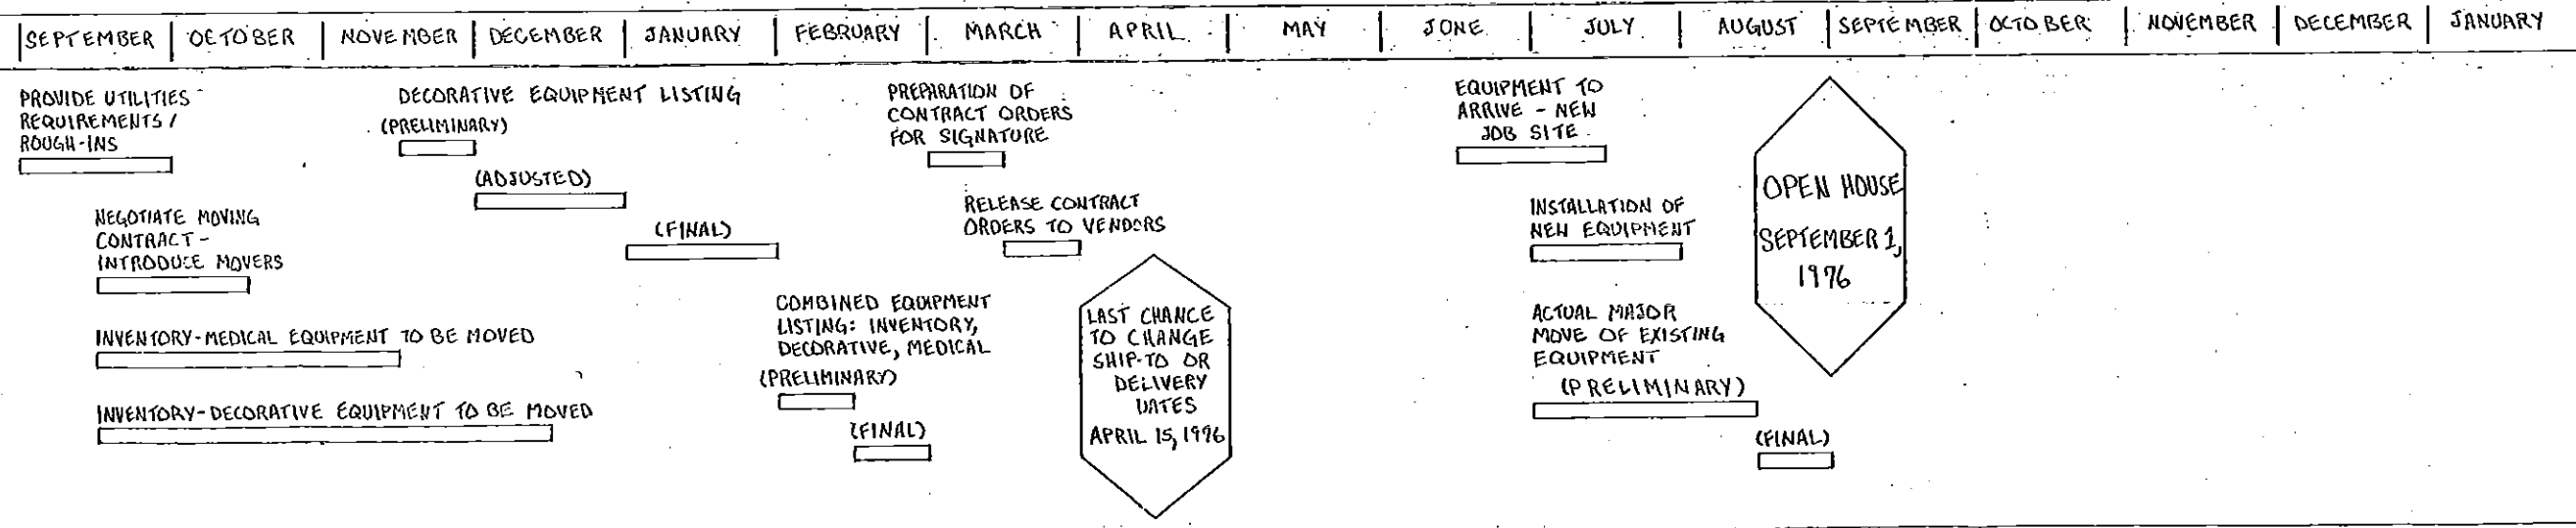 SEPTEMBER OCTOBER NOVEMBER DECEMBER JANUARY FEBRUARY MARCH APRIL MAY JUNE JULY AUGUST SEPTEMBER OCTOBER NOVEMBER DECEMBER JANUARY
PROVIDE UTILITIES
REQUIREMENTS /
ROUGH-INS
NEGOTIATE MOVING
CONTRACT -
INTRODUCE MOVERS
INVENTORY-MEDICAL EQUIPMENT TO BE MOVED
INVENTORY-DECORATIVE EQUIPMENT TO BE MOVED
DECORATIVE EQUIPMENT LISTING
(PRELIMINARY)
(ADJUSTED)
(FINAL)
COMBINED EQUIPMENT
LISTING: INVENTORY,
DECORATIVE, MEDICAL
(PRELIMINARY)
(FINAL)
PREPARATION OF
CONTRACT ORDERS
FOR SIGNATURE
RELEASE CONTRACT
ORDERS TO VENDORS
LAST CHANCE
TO CHANGE
SHIP-TO OR
DELIVERY
DATES
APRIL 15, 1996
EQUIPMENT TO
ARRIVE - NEW
JOB SITE
INSTALLATION OF
NEW EQUIPMENT
ACTUAL MAJOR
MOVE OF EXISTING
EQUIPMENT
(PRELIMINARY)
(FINAL)
OPEN HOUSE
SEPTEMBER 1,
1996